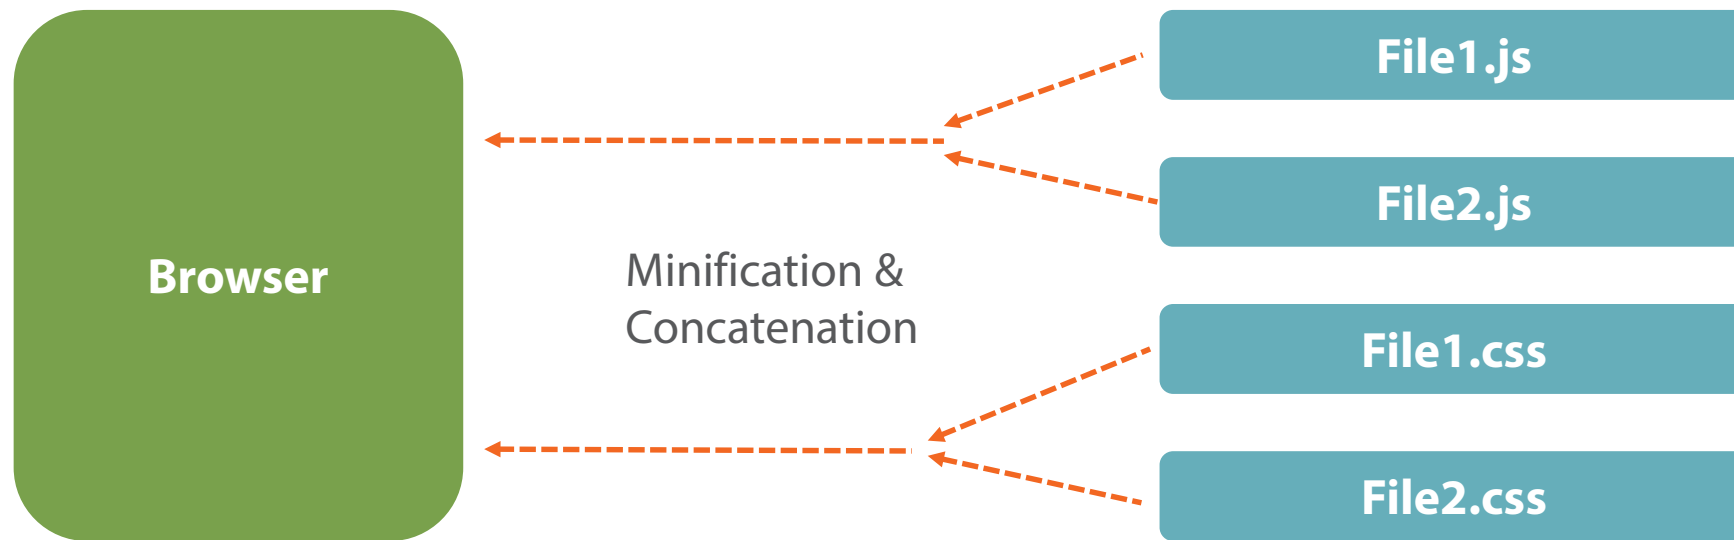 Browser
Minification &
Concatenation
File1.js
File2.js
File1.css
File2.css